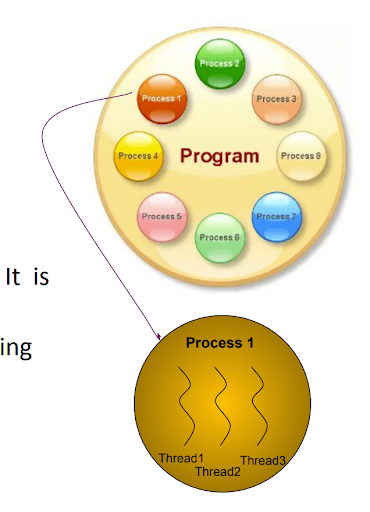 Process 2
Process 1
Process 3
Process 4
Program
Process 8
Process 5
Process 7
Process 6
It is
ing
Process 1
Thread1
Thread2
Thread3